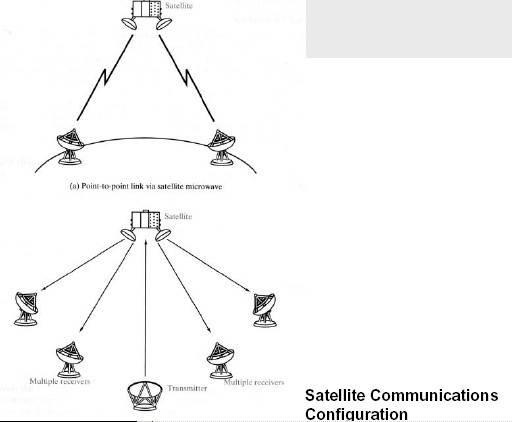 Satellite
(a) Point-to-point link via satellite microwave
Satellite
Multiple receivers
Transmitter
Multiple receivers
Satellite Communications
Configuration